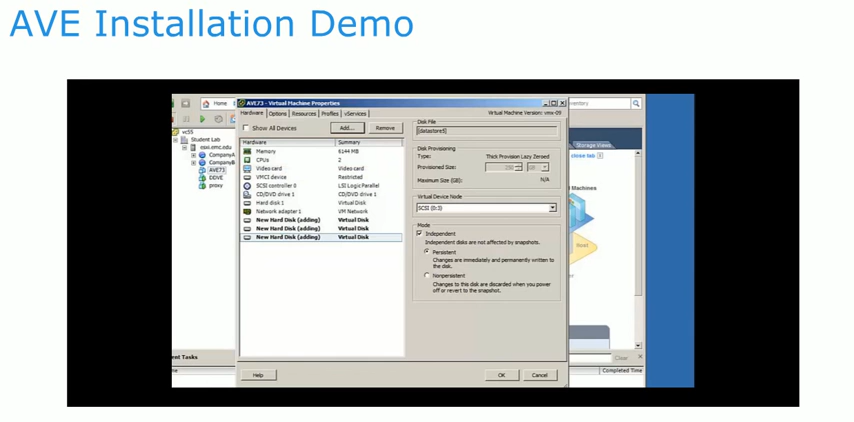 AVE Installation Demo
Home
AVE73 - Virtual Machine Properties
Hardware Options Resources Profiles vServices
Virtual Machine Version: vmx-09
Show All Devices
Add...
Remove
Hardware Summary
Memory 6144 MB
CPUs 2
Video card Video card
VMCI device Restricted
SCSI controller 0 LSI Logic Parallel
CD/DVD drive 1 CD/DVD drive 1
Hard disk 1 Virtual Disk
Network adapter 1 VM Network
New Hard Disk (adding) Virtual Disk
New Hard Disk (adding) Virtual Disk
New Hard Disk (adding) Virtual Disk
Disk File
[datastore5]
Disk Provisioning
Type: Thick Provision Lazy Zeroed
Provisioned Size: 250 GB
Maximum Size (GB): N/A
Virtual Device Node
SCSI (0:3)
Mode
Independent
Independent disks are not affected by snapshots.
Persistent
Changes are immediately and permanently written to
the disk.
Nonpersistent
Changes to this disk are discarded when you power
off or revert to the snapshot.
Help
OK
Cancel
vc55
Student Lab
esxi.emc.edu
CompanyA
CompanyB
AVE73
DDVE
proxy
ent Tasks
me
nventory
Storage Views
close tab
l Machines
Host
Clear
Completed Time